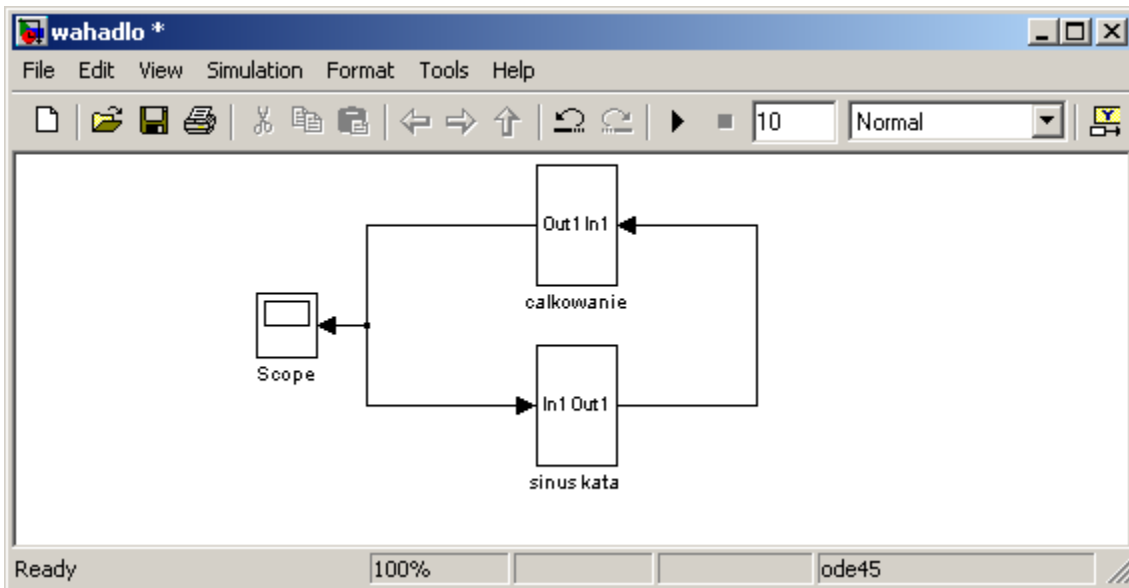 wahadlo *
File Edit View Simulation Format Tools Help
10 Normal
Y
Out1 In1
calkowanie
Scope
In1 Out1
sinus kata
Ready 100% ode45